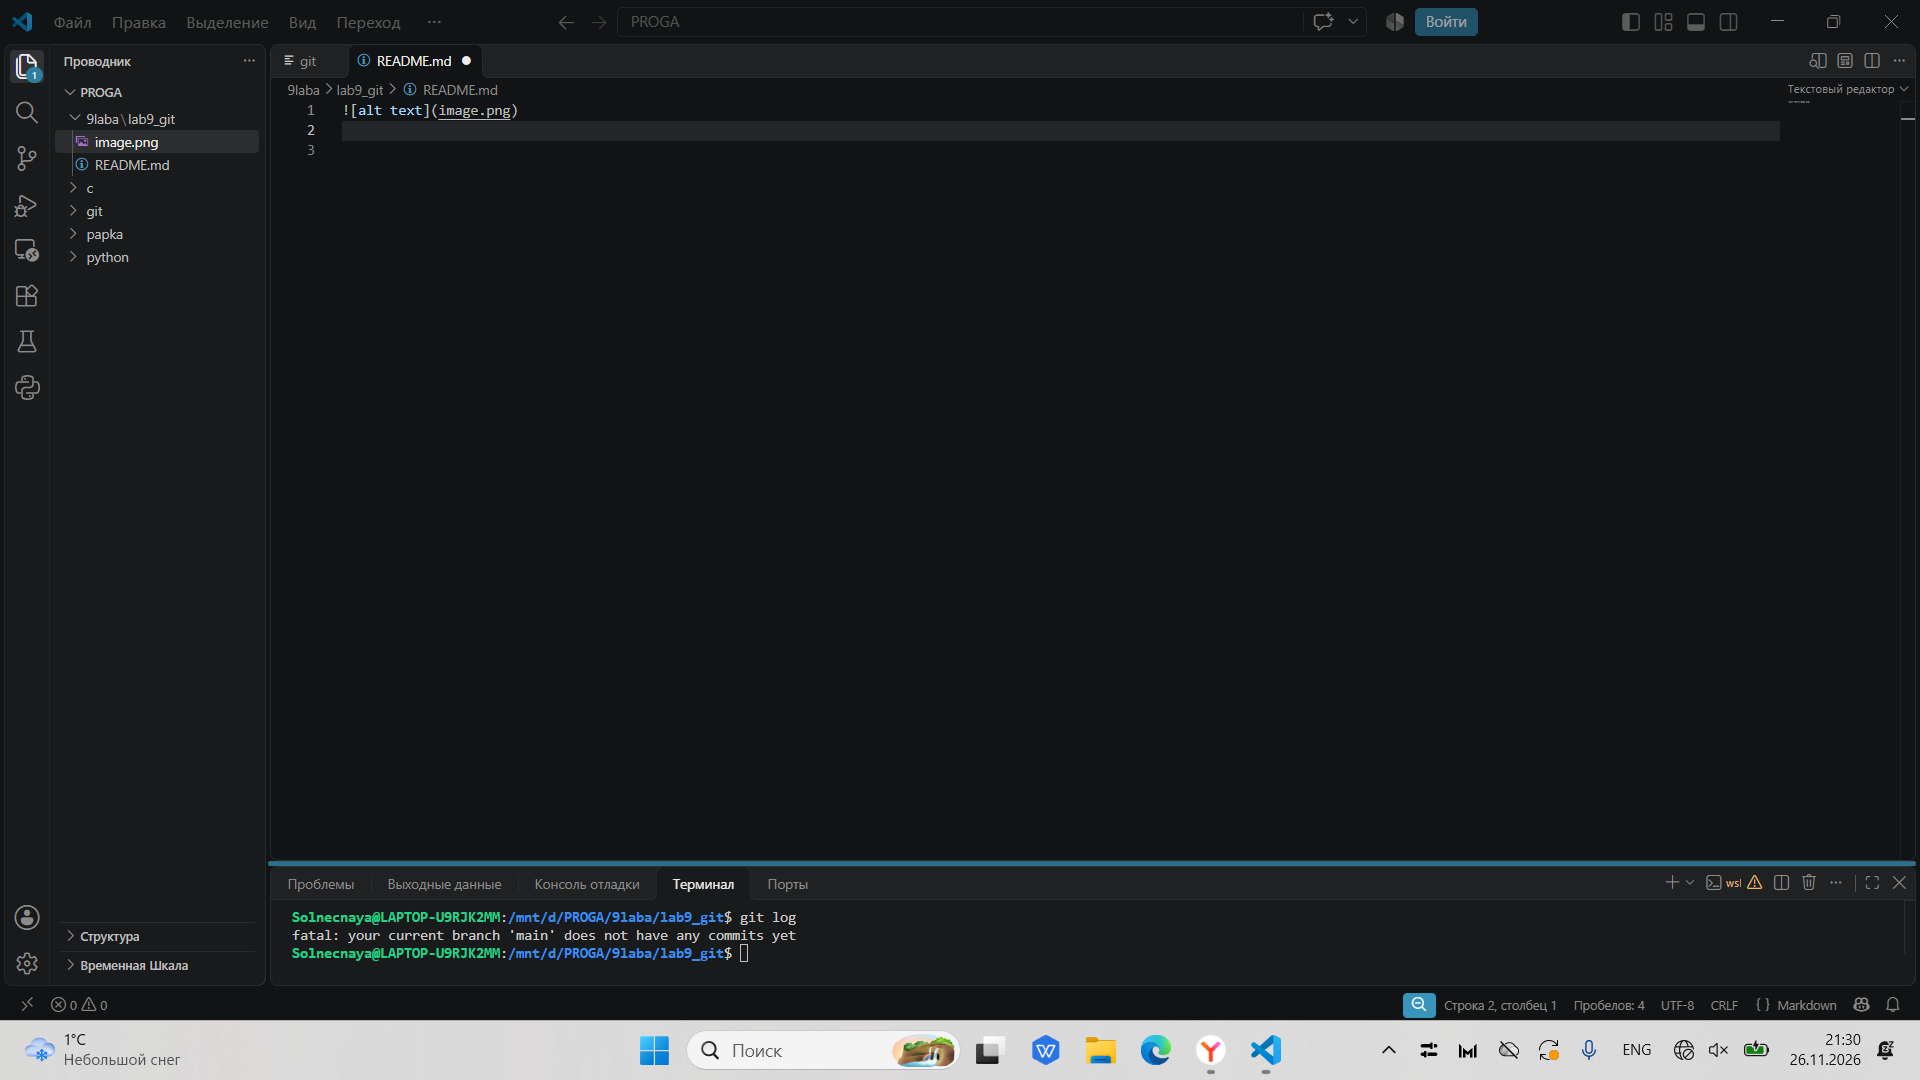 Файл Правка Выделение Вид Переход ··· PROGA Войти
Проводник ···
PROGA
9laba\lab9_git
image.png
README.md
c
git
papka
python
Структура
Временная Шкала
1
git README.md
9laba > lab9_git > README.md
Текстовый редактор
1 ![alt text](image.png)
2
3
Проблемы Выходные данные Консоль отладки Терминал Порты
wsl
Solnecnaya@LAPTOP-U9RJK2MM:/mnt/d/PROGA/9laba/lab9_git$ git log
fatal: your current branch 'main' does not have any commits yet
Solnecnaya@LAPTOP-U9RJK2MM:/mnt/d/PROGA/9laba/lab9_git$
0 0 Строка 2, столбец 1 Пробелов: 4 UTF-8 CRLF {} Markdown
1°C
Небольшой снег
Поиск
ENG
21:30
26.11.2026